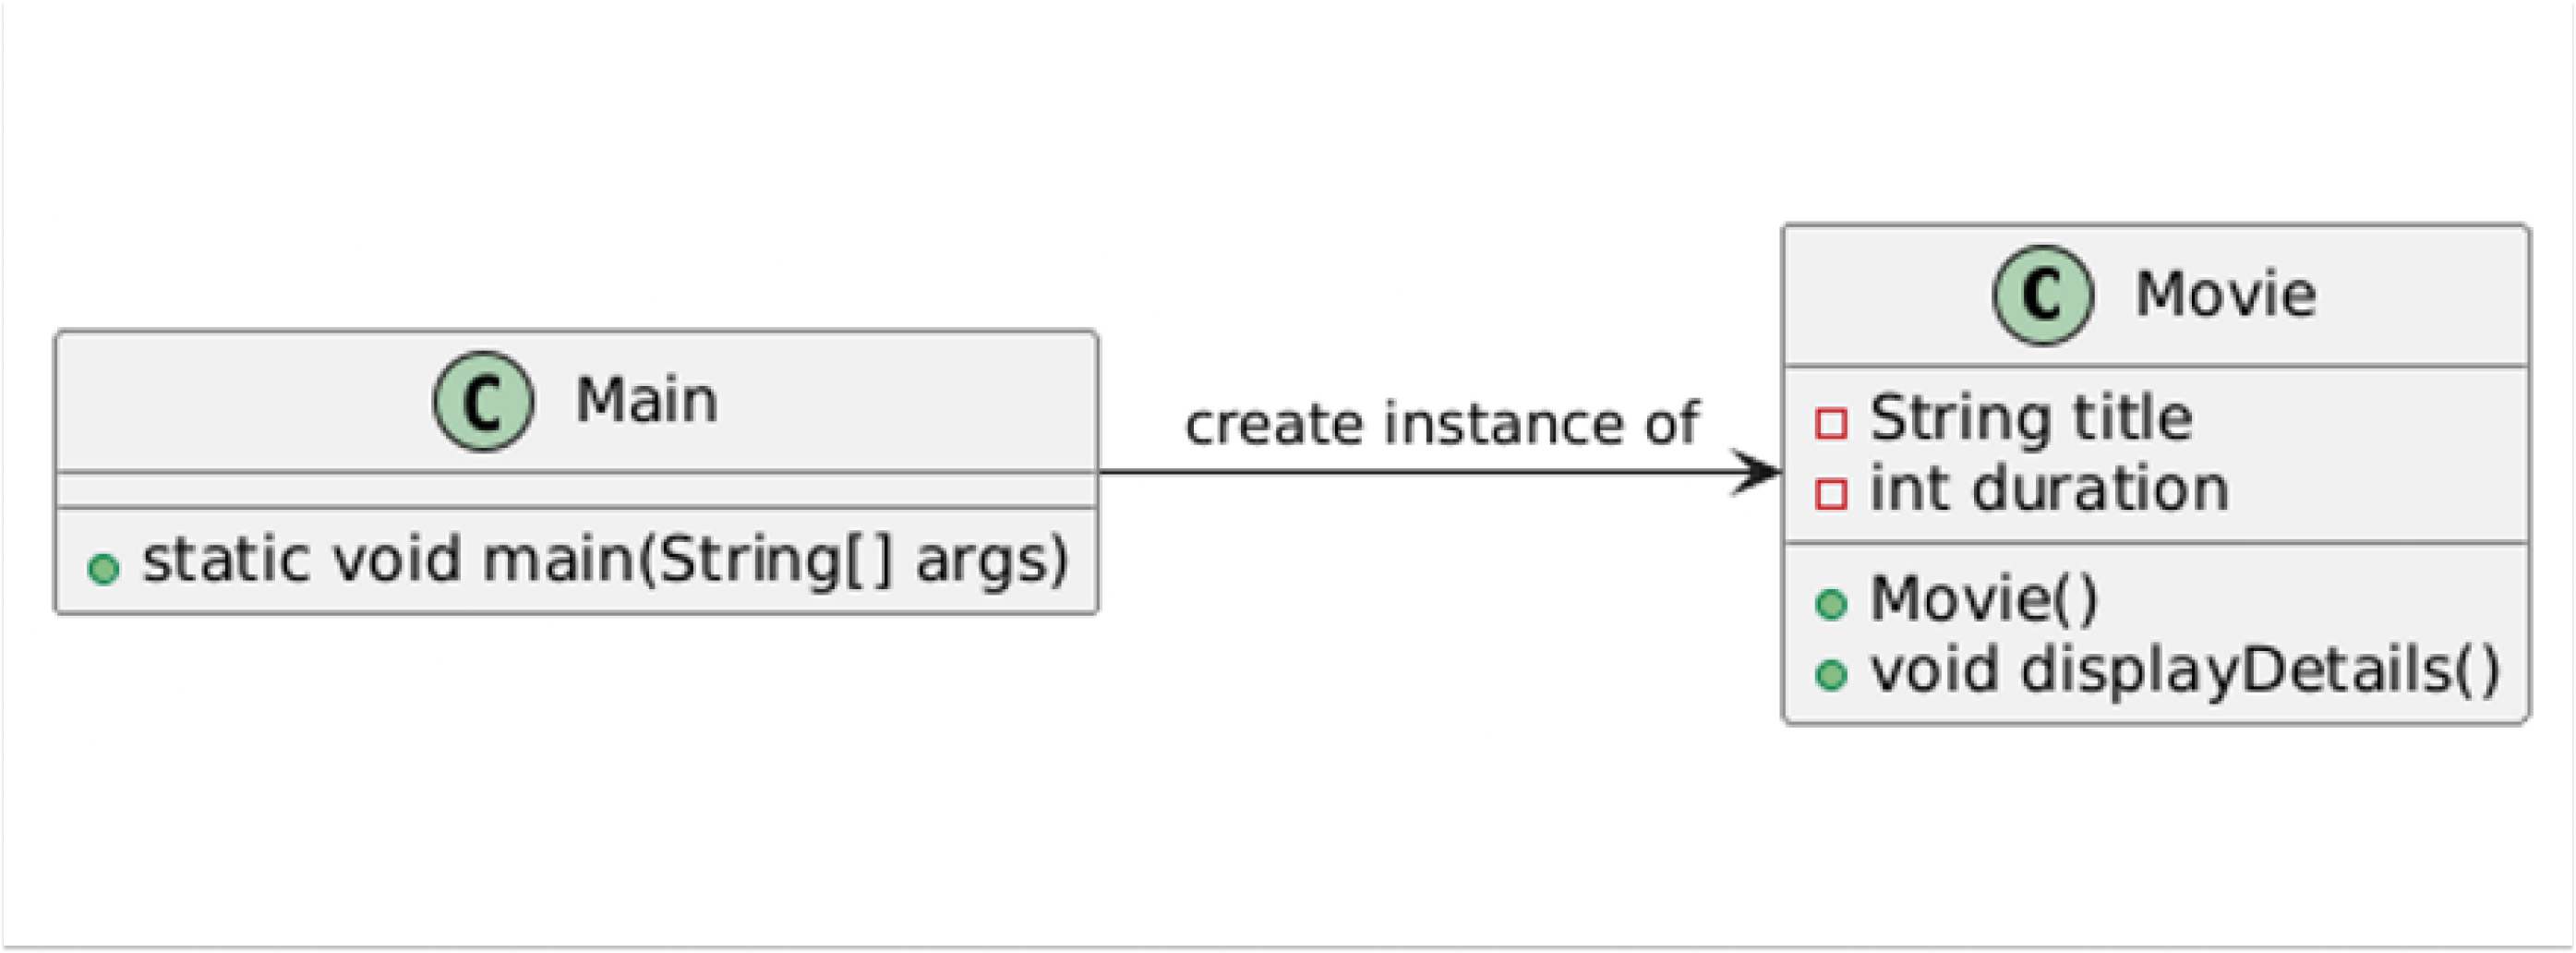 C Main
static void main(String[] args)
create instance of
C Movie
String title
int duration
Movie()
void displayDetails()